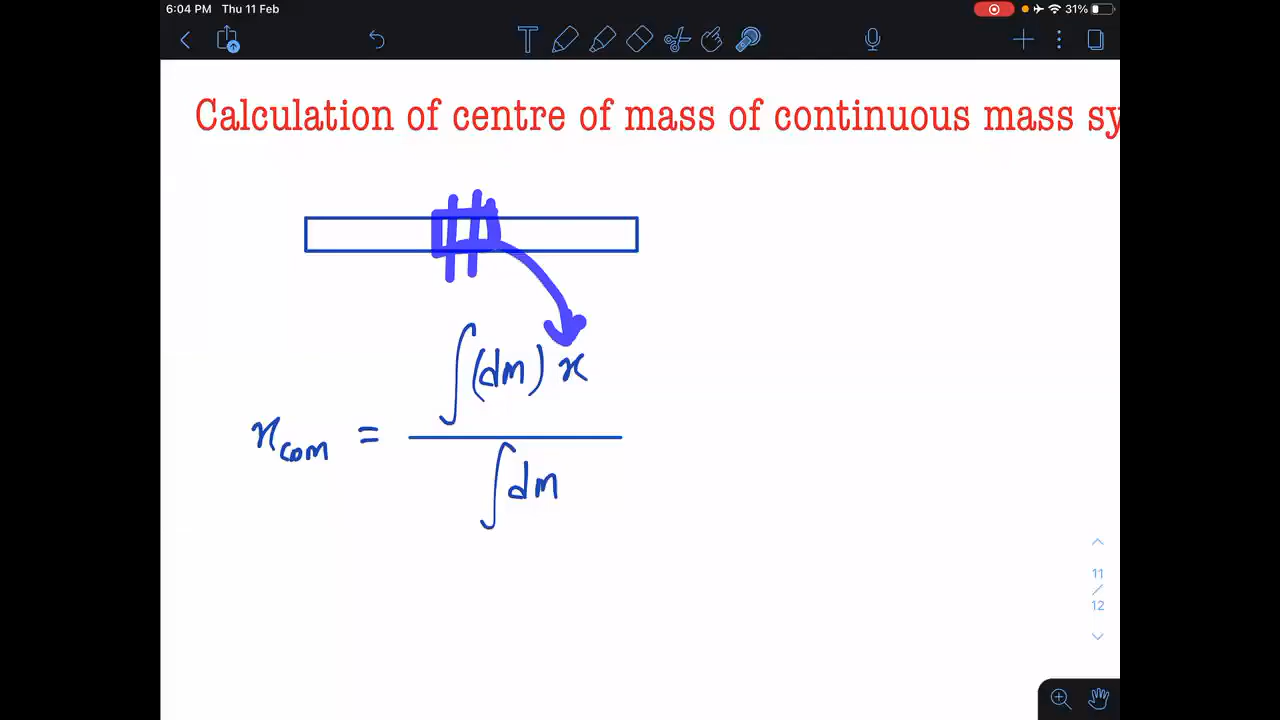 6:04 PM Thu 11 Feb
31%
T
Calculation of centre of mass of continuous mass sy
∫(dm) x
x_com =
∫dm
11
/
12